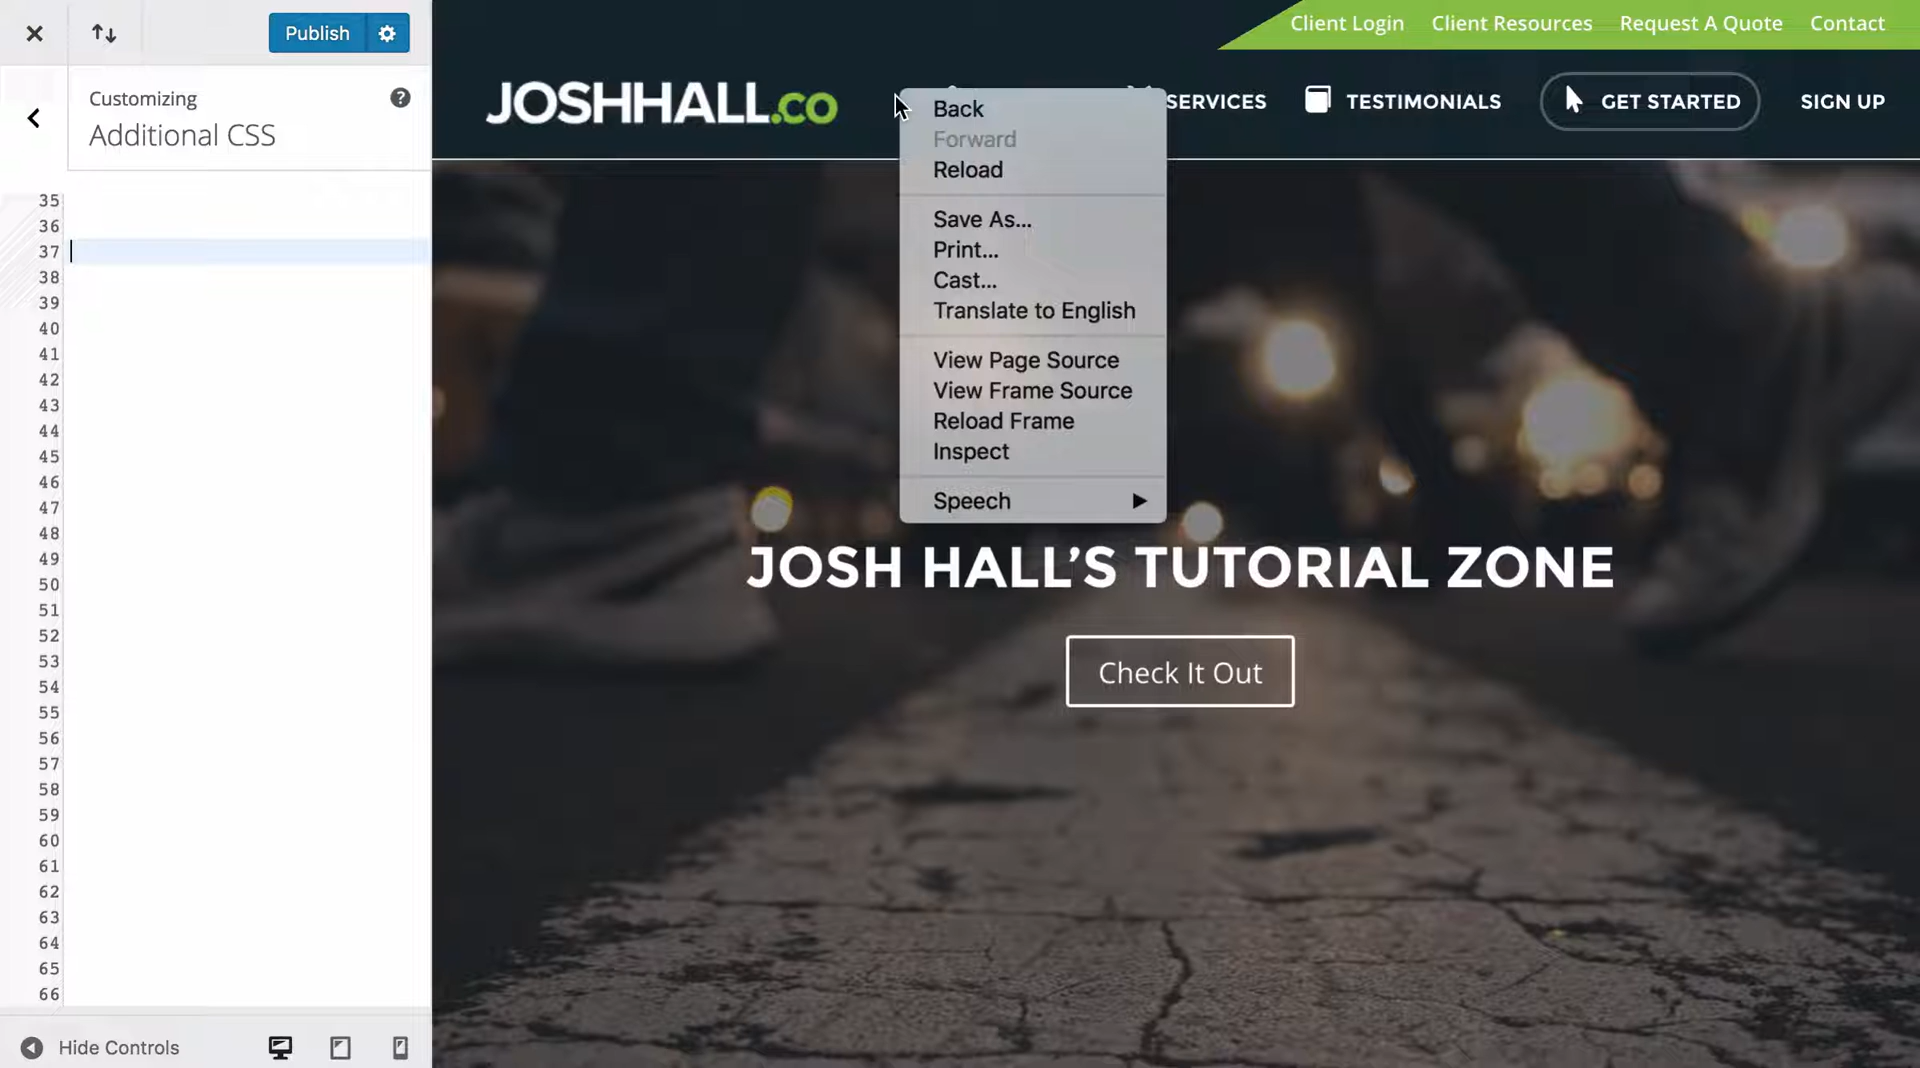 Publish
Customizing
Additional CSS
35
36
37
38
39
40
41
42
43
44
45
46
47
48
49
50
51
52
53
54
55
56
57
58
59
60
61
62
63
64
65
66
Hide Controls
Client Login Client Resources Request A Quote Contact
JOSHHALL.CO
SERVICES TESTIMONIALS GET STARTED SIGN UP
Back
Forward
Reload
Save As...
Print...
Cast...
Translate to English
View Page Source
View Frame Source
Reload Frame
Inspect
Speech
JOSH HALL’S TUTORIAL ZONE
Check It Out